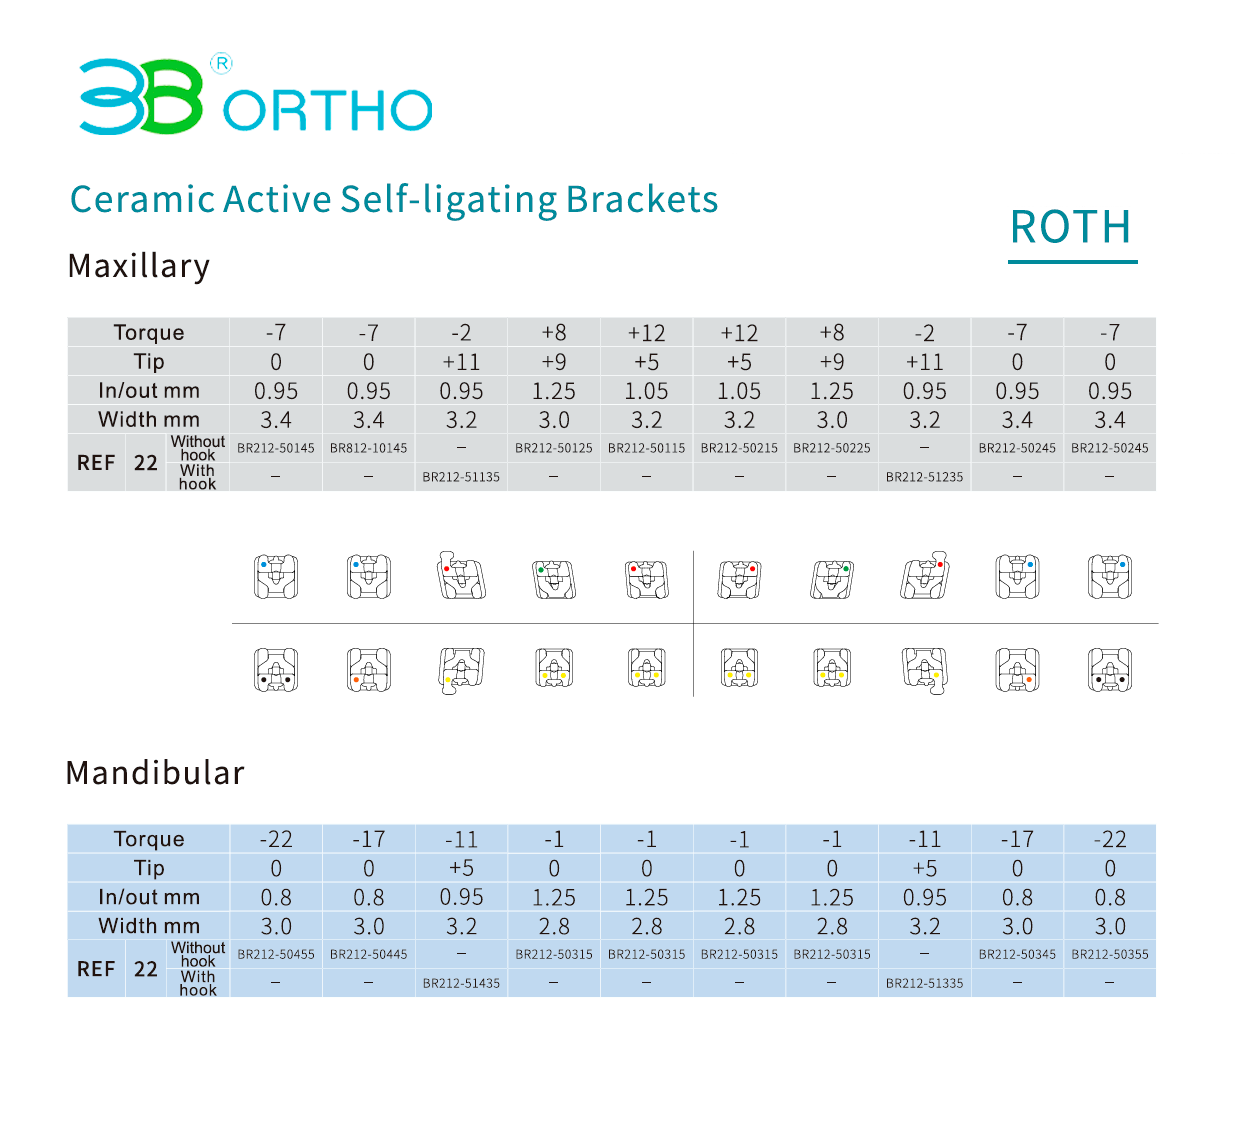 3B® ORTHO
Ceramic Active Self-ligating Brackets
ROTH
Maxillary
Torque -7 -7 -2 +8 +12 +12 +8 -2 -7 -7
Tip 0 0 +11 +9 +5 +5 +9 +11 0 0
In/out mm 0.95 0.95 0.95 1.25 1.05 1.05 1.25 0.95 0.95 0.95
Width mm 3.4 3.4 3.2 3.0 3.2 3.2 3.0 3.2 3.4 3.4
REF 22 Without hook BR212-50145 BR812-10145 – BR212-50125 BR212-50115 BR212-50215 BR212-50225 – BR212-50245 BR212-50245
With hook – – BR212-51135 – – – – BR212-51235 – –
Mandibular
Torque -22 -17 -11 -1 -1 -1 -1 -11 -17 -22
Tip 0 0 +5 0 0 0 0 +5 0 0
In/out mm 0.8 0.8 0.95 1.25 1.25 1.25 1.25 0.95 0.8 0.8
Width mm 3.0 3.0 3.2 2.8 2.8 2.8 2.8 3.2 3.0 3.0
REF 22 Without hook BR212-50455 BR212-50445 – BR212-50315 BR212-50315 BR212-50315 BR212-50315 – BR212-50345 BR212-50355
With hook – – BR212-51435 – – – – BR212-51335 – –